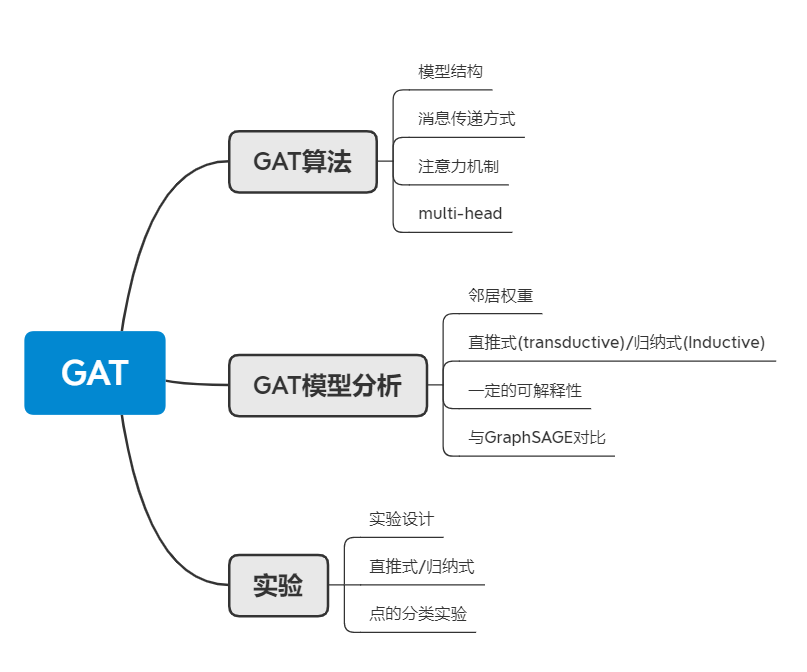 GAT
GAT算法
模型结构
消息传递方式
注意力机制
multi-head
GAT模型分析
邻居权重
直推式(transductive)/归纳式(Inductive)
一定的可解释性
与GraphSAGE对比
实验
实验设计
直推式/归纳式
点的分类实验